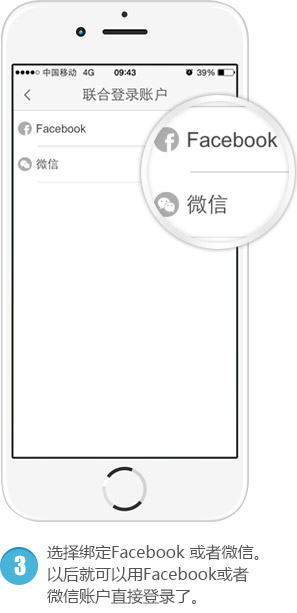 中国移动 4G 09:43 39%
联合登录账户
Facebook
微信
Facebook
微信
3
选择绑定Facebook 或者微信。
以后就可以用Facebook或者
微信账户直接登录了。